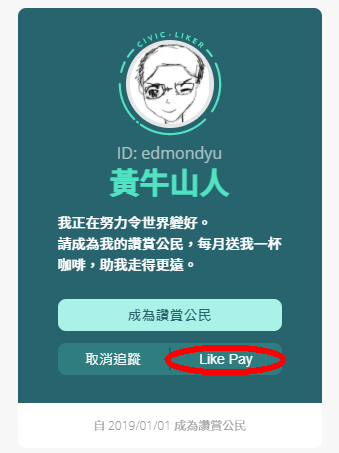 CIVIC · LIKER
ID: edmondyu
黃牛山人
我正在努力令世界變好。
請成為我的讚賞公民，每月送我一杯
咖啡，助我走得更遠。
成為讚賞公民
取消追蹤
Like Pay
自 2019/01/01 成為讚賞公民